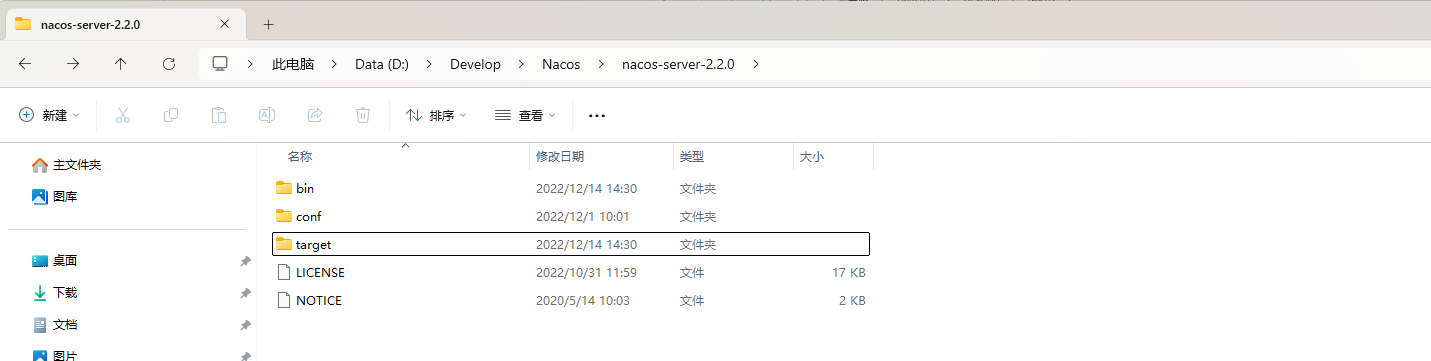 nacos-server-2.2.0
此电脑 Data (D:) Develop Nacos nacos-server-2.2.0
新建 排序 查看
名称 修改日期 类型 大小
主文件夹
图库
桌面
下载
文档
图片
bin 2022/12/14 14:30 文件夹
conf 2022/12/1 10:01 文件夹
target 2022/12/14 14:30 文件夹
LICENSE 2022/10/31 11:59 文件 17 KB
NOTICE 2020/5/14 10:03 文件 2 KB